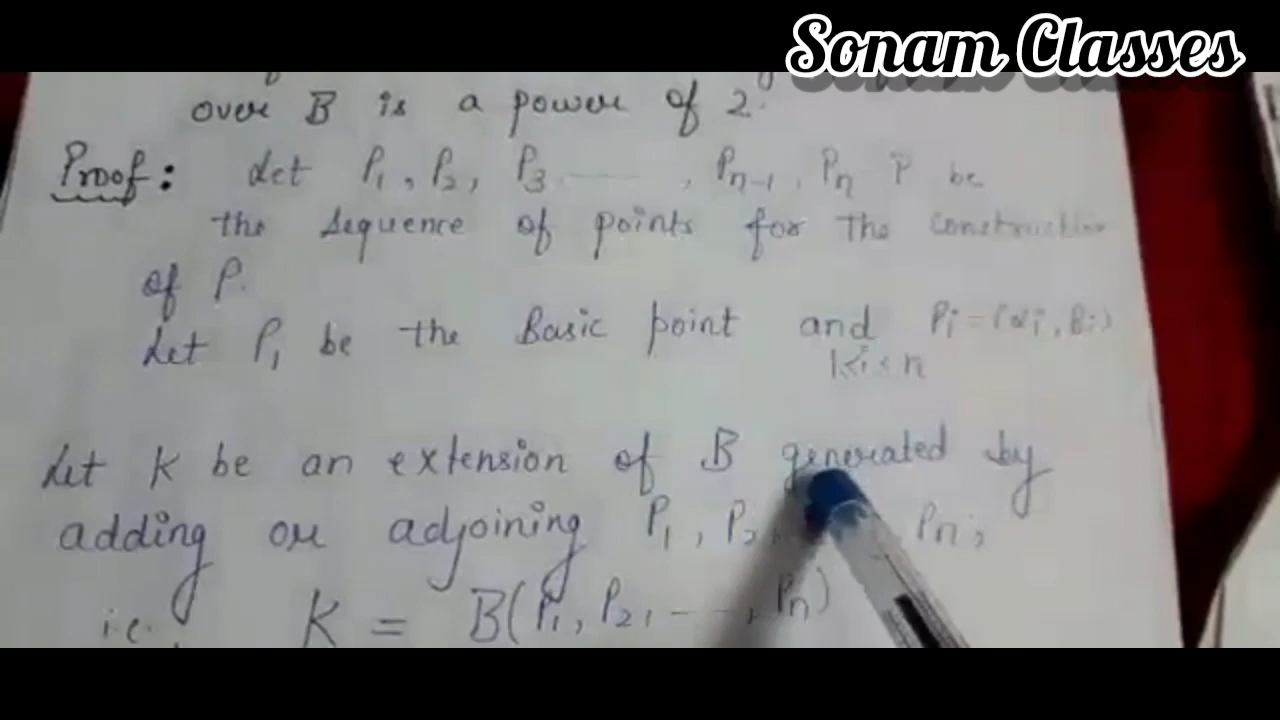 Sonam Classes
over B is a power of 2.
Proof: Let P1, P2, P3 ......, Pn-1, Pn = P be
the sequence of points for the construction
of P.
Let P1 be the Basic point and Pi = (αi, Bi)
1≤i≤n
Let K be an extension of B generated by
adding or adjoining P1, P2, Pn,
i.e., K = B(P1, P2, ---, Pn)